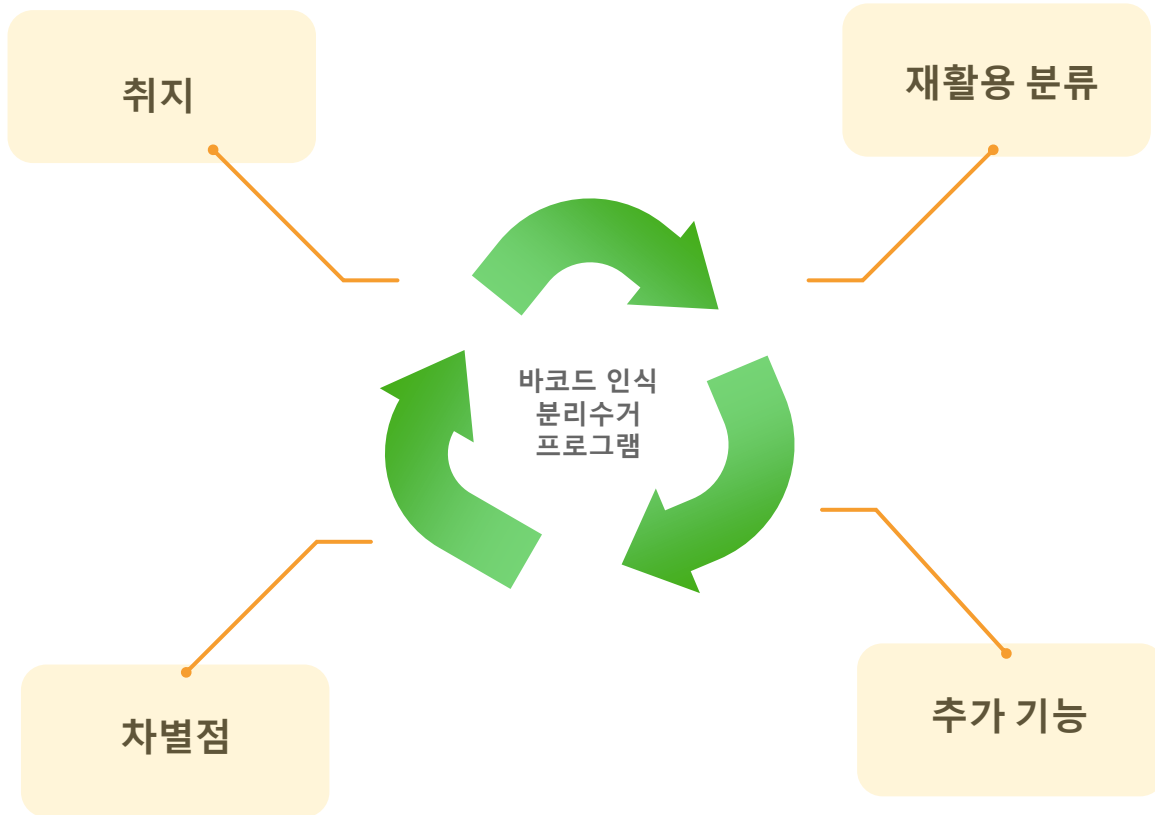 취지
재활용 분류
바코드 인식
분리수거
프로그램
차별점
추가 기능